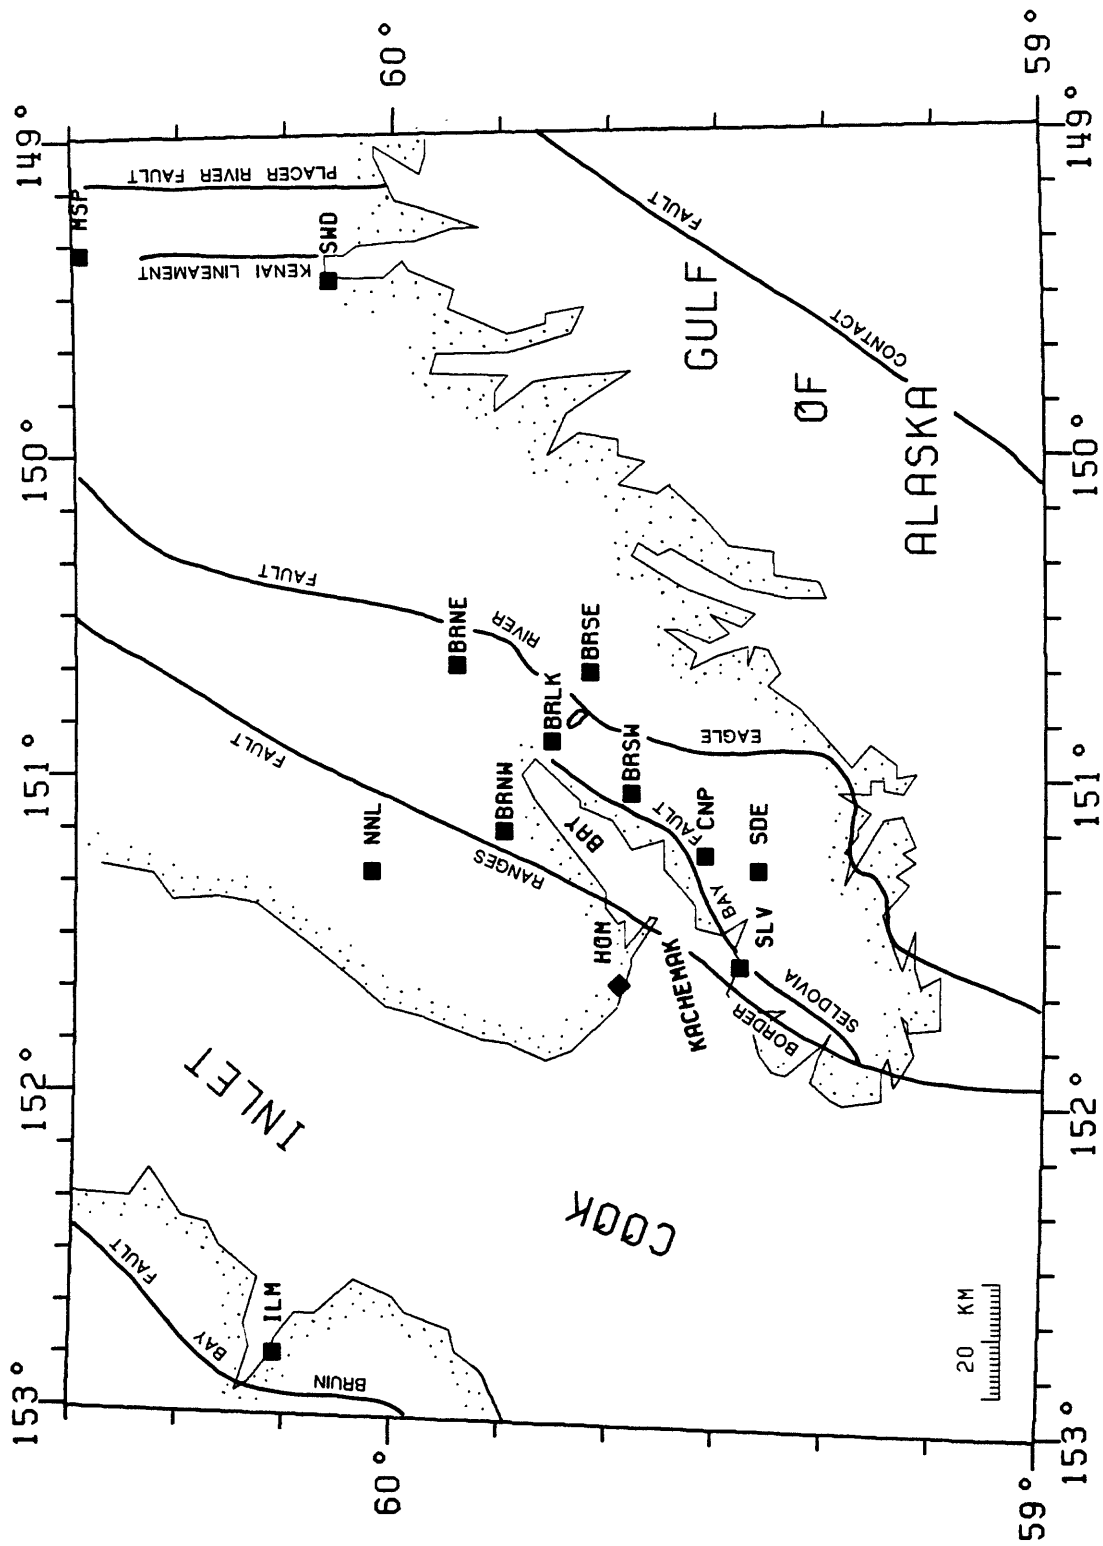 149°
150°
151°
152°
153°
60°
59°
149°
150°
151°
152°
153°
60°
59°
MSP
PLACER RIVER FAULT
KENAI LINEAMENT
SWD
GULF
ØF
ALASKA
CONTACT
FAULT
EAGLE
RIVER
FAULT
BRNE
BRSE
BRLK
BRSW
BRNW
NNL
CNP
SDE
SLV
HOM
BORDER
RANGES
FAULT
SELDOVIA
BAY
FAULT
KACHEMAK
BAY
COOK
INLET
BRUIN
BAY
FAULT
ILM
20 KM